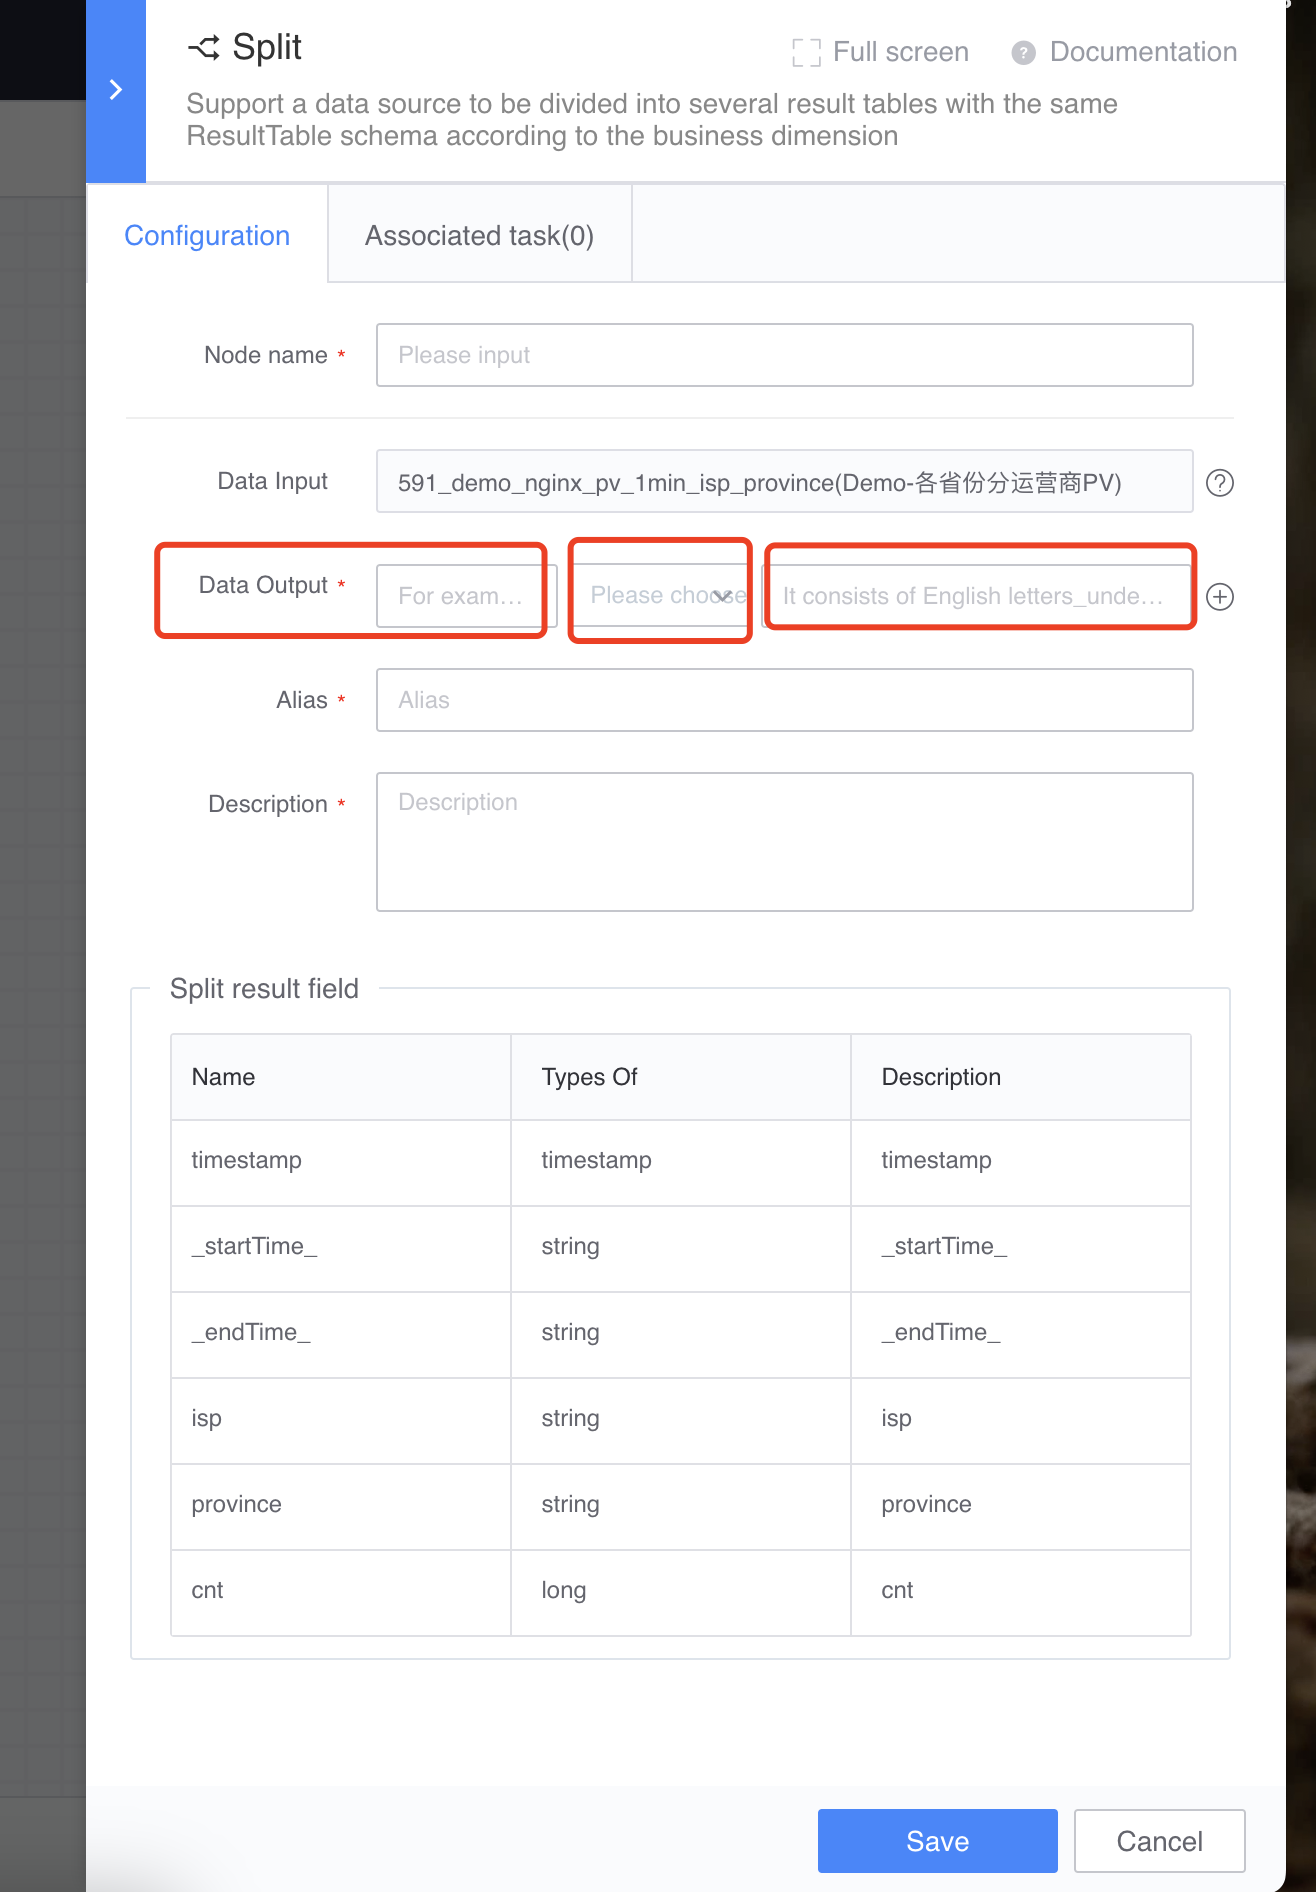 Split
Full screen
Documentation
Support a data source to be divided into several result tables with the same
ResultTable schema according to the business dimension
Configuration
Associated task(0)
Node name *
Please input
Data Input
591_demo_nginx_pv_1min_isp_province(Demo-各省份分运营商PV)
Data Output *
For exam...
Please choose
It consists of English letters_unde...
Alias *
Alias
Description *
Description
Split result field
Name Types Of Description
timestamp timestamp timestamp
_startTime_ string _startTime_
_endTime_ string _endTime_
isp string isp
province string province
cnt long cnt
Save
Cancel